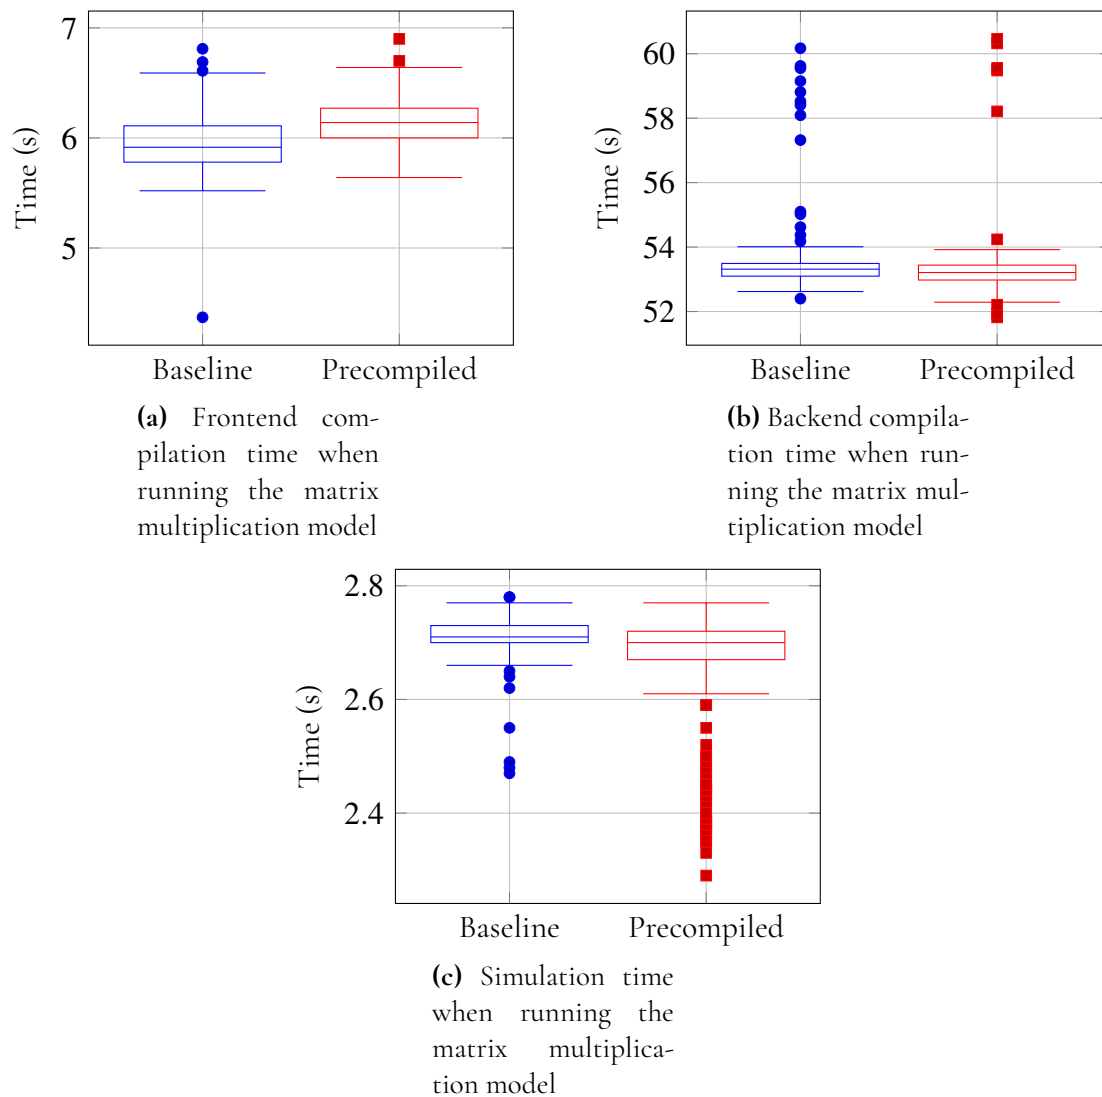 7
6
5
Time (s)
Baseline
Precompiled
(a) Frontend com-
pilation time when
running the matrix
multiplication model
60
58
56
54
52
Time (s)
Baseline
Precompiled
(b) Backend compila-
tion time when run-
ning the matrix mul-
tiplication model
2.8
2.6
2.4
Time (s)
Baseline
Precompiled
(c) Simulation time
when running the
matrix multiplica-
tion model